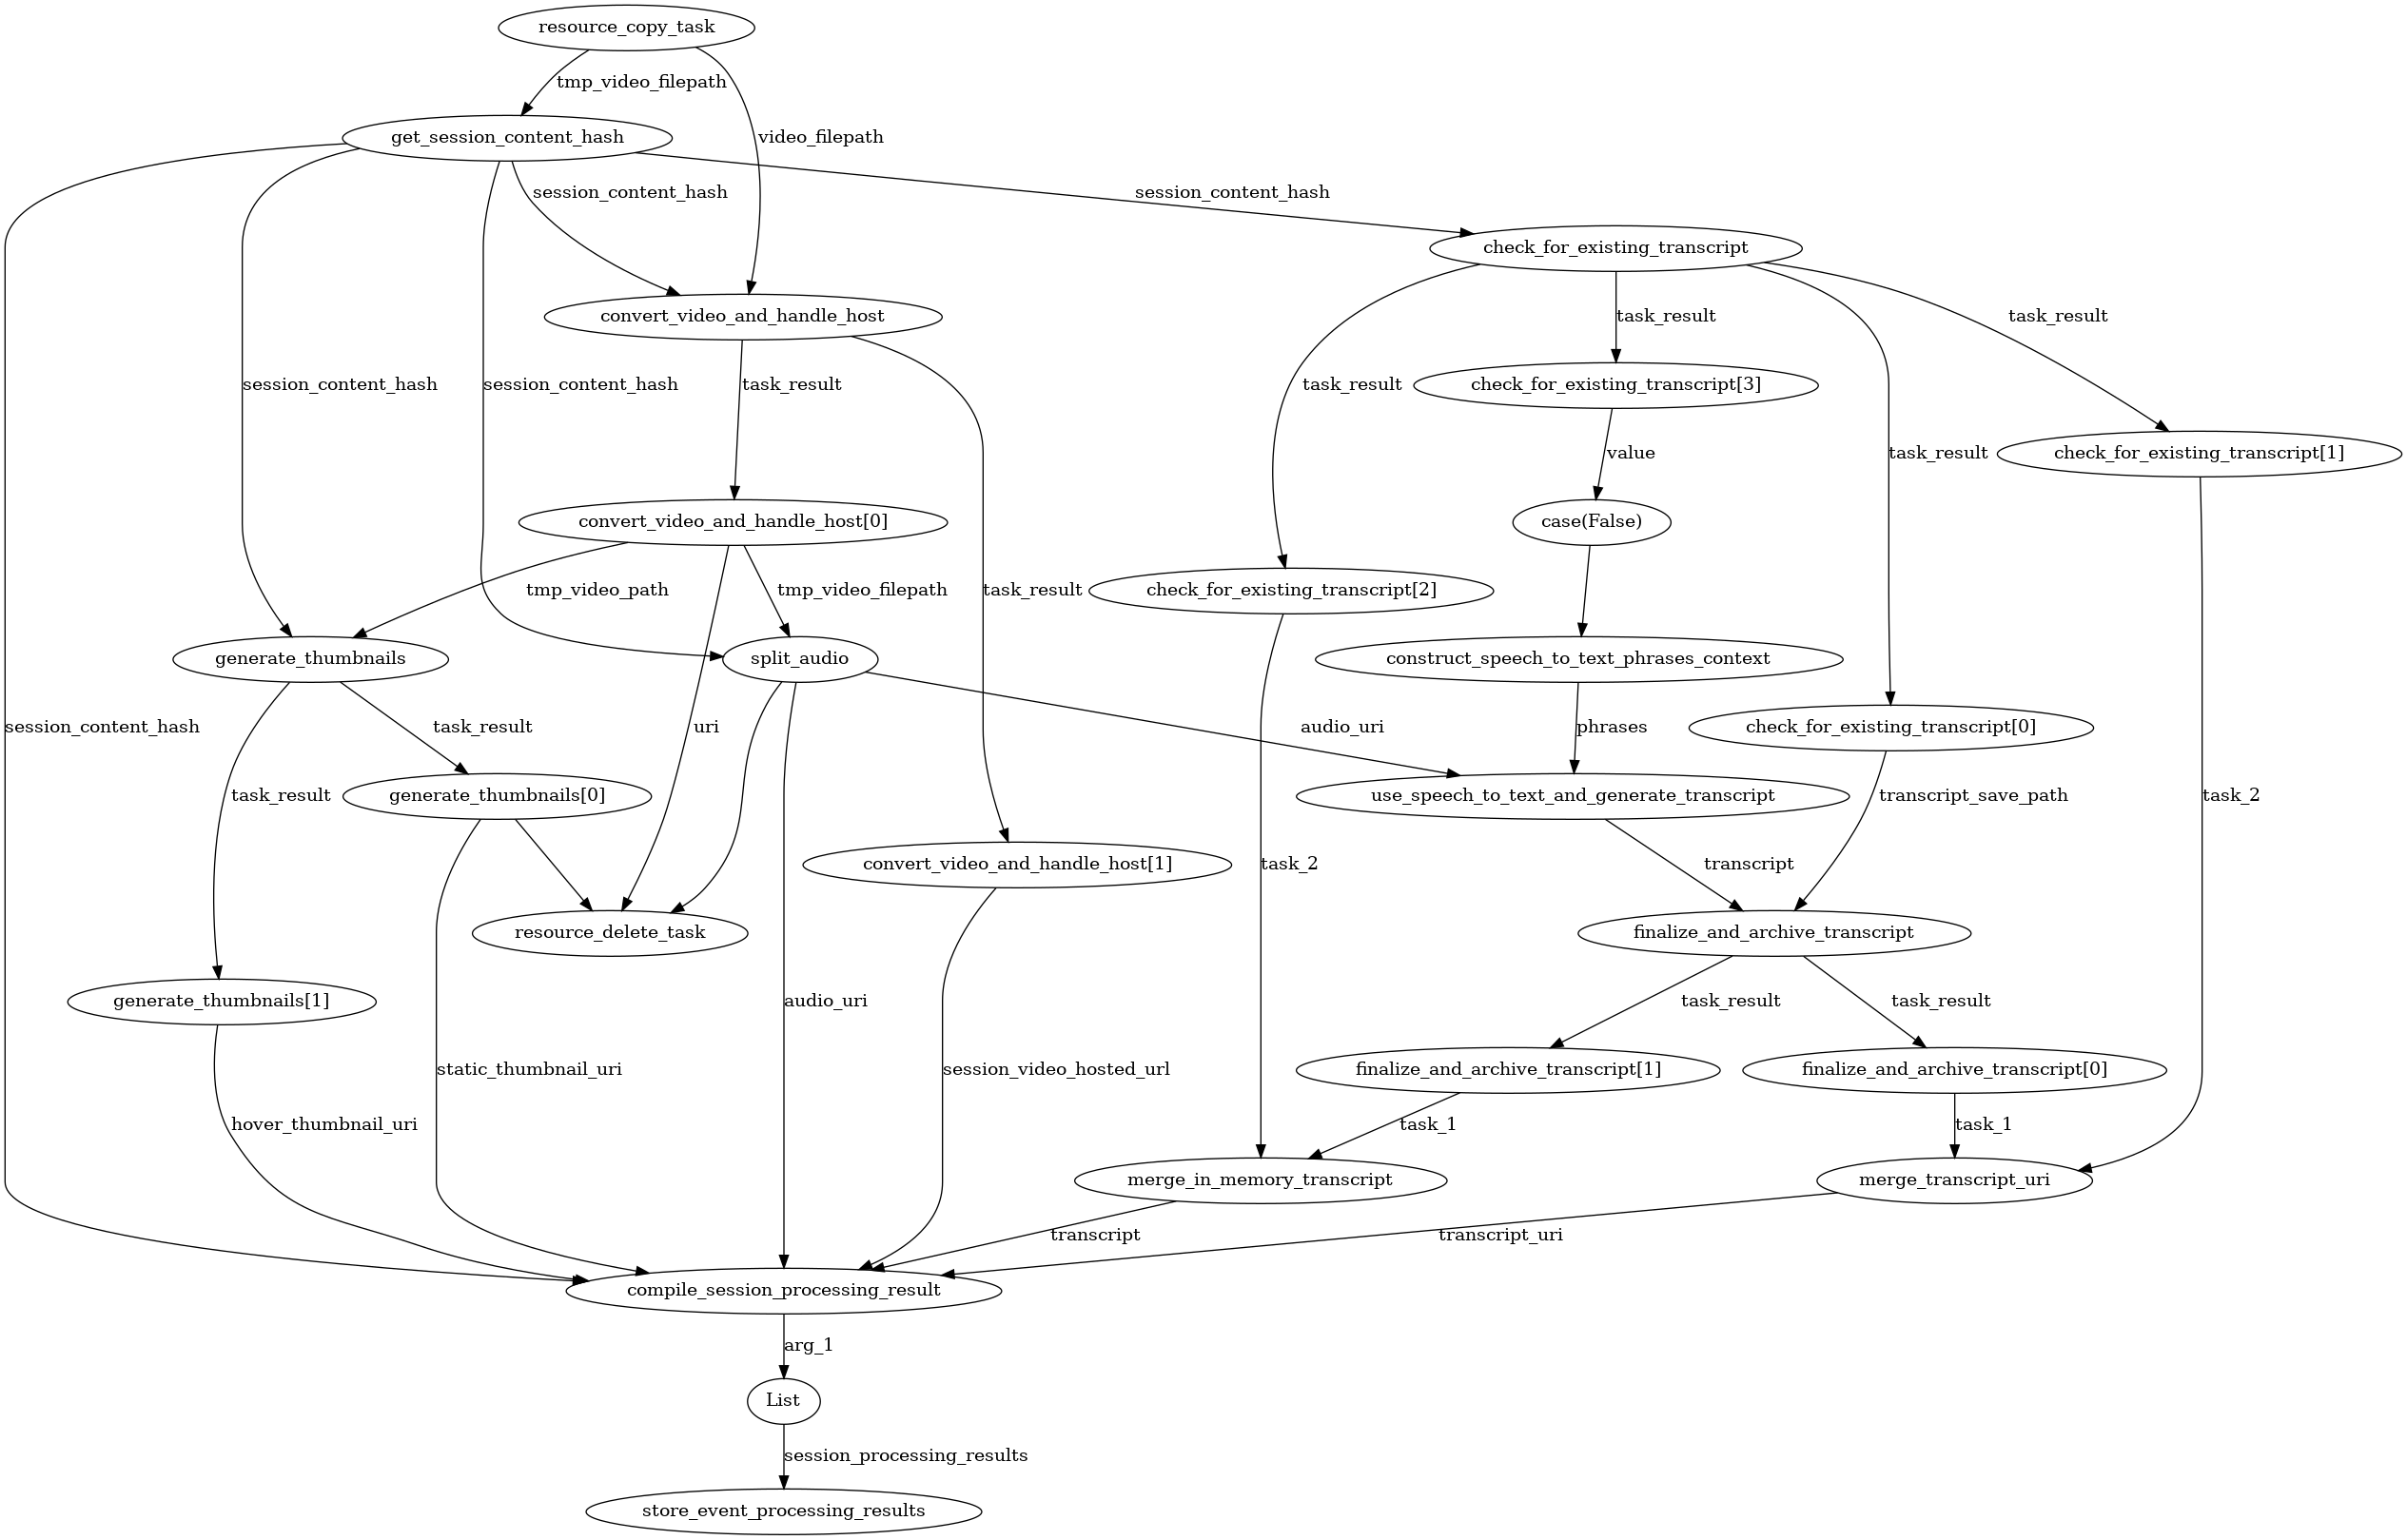 resource_copy_task
tmp_video_filepath
get_session_content_hash
video_filepath
session_content_hash
session_content_hash
check_for_existing_transcript
convert_video_and_handle_host
task_result
task_result
session_content_hash
session_content_hash
task_result
task_result
check_for_existing_transcript[3]
value
task_result
check_for_existing_transcript[1]
convert_video_and_handle_host[0]
case(False)
tmp_video_path
tmp_video_filepath
task_result
check_for_existing_transcript[2]
generate_thumbnails
split_audio
construct_speech_to_text_phrases_context
session_content_hash
task_result
uri
audio_uri
phrases
check_for_existing_transcript[0]
task_result
generate_thumbnails[0]
use_speech_to_text_and_generate_transcript
transcript_save_path
task_2
convert_video_and_handle_host[1]
task_2
transcript
resource_delete_task
finalize_and_archive_transcript
generate_thumbnails[1]
audio_uri
task_result
task_result
static_thumbnail_uri
session_video_hosted_url
finalize_and_archive_transcript[1]
finalize_and_archive_transcript[0]
hover_thumbnail_uri
task_1
task_1
merge_in_memory_transcript
merge_transcript_uri
transcript
transcript_uri
compile_session_processing_result
arg_1
List
session_processing_results
store_event_processing_results